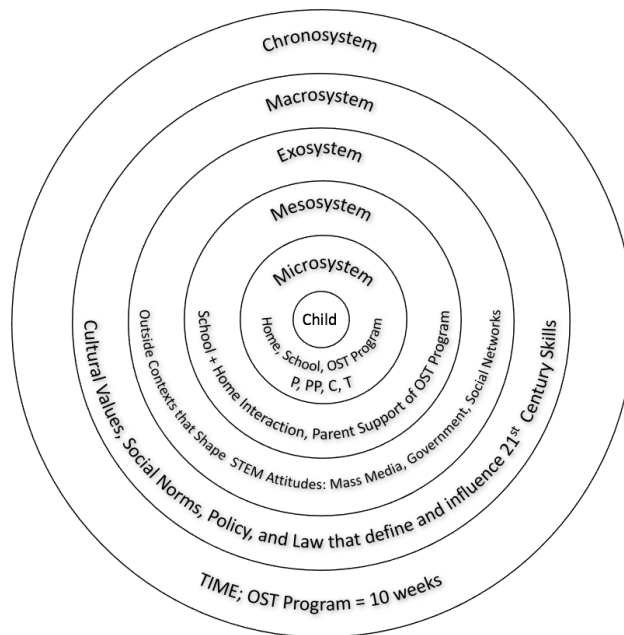 Chronosystem
Macrosystem
Exosystem
Mesosystem
Microsystem
Child
Home, School, OST Program
P, PP, C, T
School + Home Interaction, Parent Support of OST Program
Outside Contexts that Shape STEM Attitudes: Mass Media, Government, Social Networks
Cultural Values, Social Norms, Policy, and Law that define and influence 21st Century Skills
TIME; OST Program = 10 weeks